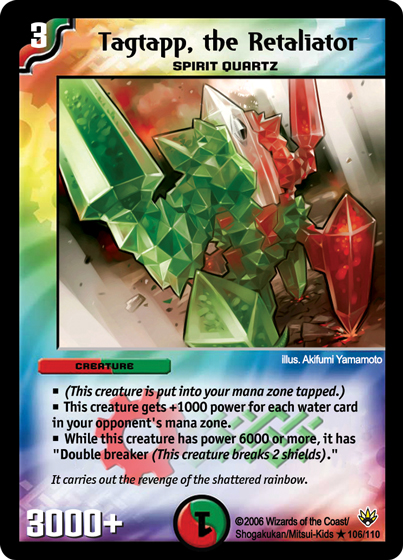 3
Tagtapp, the Retaliator
SPIRIT QUARTZ
illus. Akifumi Yamamoto
CREATURE
▪ (This creature is put into your mana zone tapped.)
▪ This creature gets +1000 power for each water card
in your opponent's mana zone.
▪ While this creature has power 6000 or more, it has
"Double breaker (This creature breaks 2 shields)."
It carries out the revenge of the shattered rainbow.
3000+
1
©2006 Wizards of the Coast/
Shogakukan/Mitsui-Kids ★ 106/110